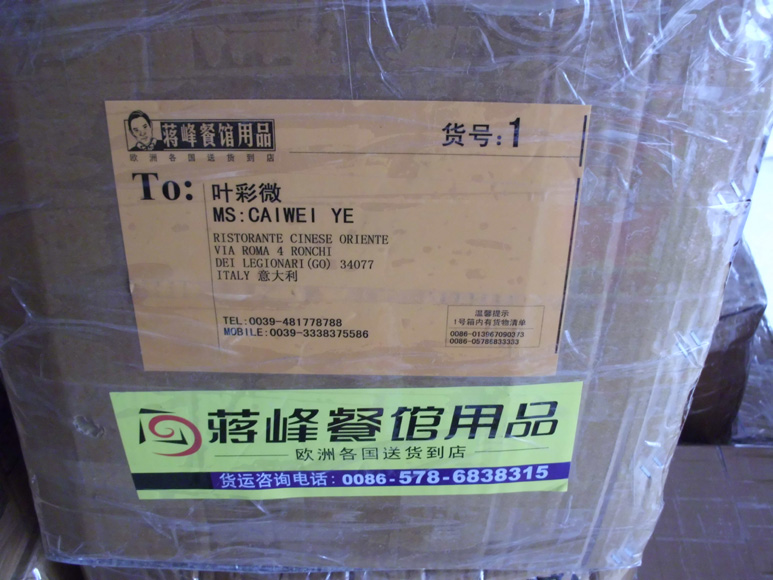 蒋峰餐馆用品
欧洲各国送货到店
货号:1
To:
叶彩微
MS:CAIWEI YE
RISTORANTE CINESE ORIENTE
VIA ROMA 4 RONCHI
DEI LEGIONARI(GO) 34077
ITALY 意大利
TEL:0039-481778788
MOBILE:0039-3338375586
温馨提示
1号箱内有货物清单
蒋峰餐馆用品
欧洲各国送货到店
货运咨询电话: 0086-578-6838315